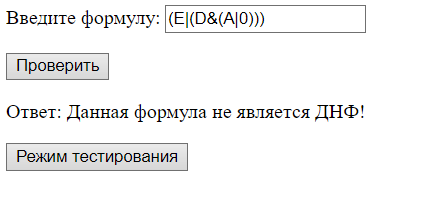 Введите формулу: (E|(D&(A|0)))
Проверить
Ответ: Данная формула не является ДНФ!
Режим тестирования